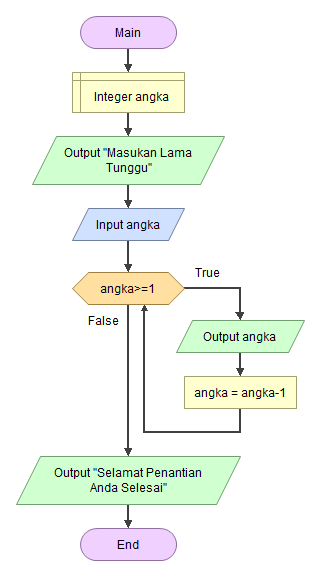 Main
Integer angka
Output "Masukan Lama
Tunggu"
Input angka
angka>=1
True
False
Output angka
angka = angka-1
Output "Selamat Penantian
Anda Selesai"
End